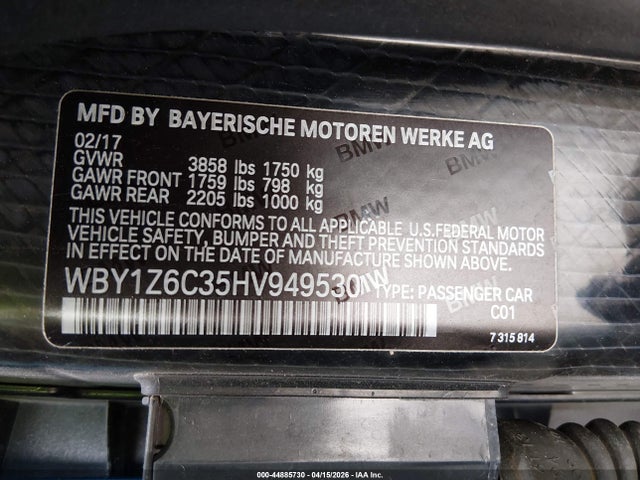 MFD BY BAYERISCHE MOTOREN WERKE AG
02/17
GVWR 3858 lbs 1750 kg
GAWR FRONT 1759 lbs 798 kg
GAWR REAR 2205 lbs 1000 kg
THIS VEHICLE CONFORMS TO ALL APPLICABLE U.S.FEDERAL MOTOR
VEHICLE SAFETY, BUMPER AND THEFT PREVENTION STANDARDS
IN EFFECT ON THE DATE OF MANUFACTURE SHOWN ABOVE.
WBY1Z6C35HV949530 TYPE: PASSENGER CAR
C01
7 315 814
000-44885730 - 04/15/2026 - IAA Inc.